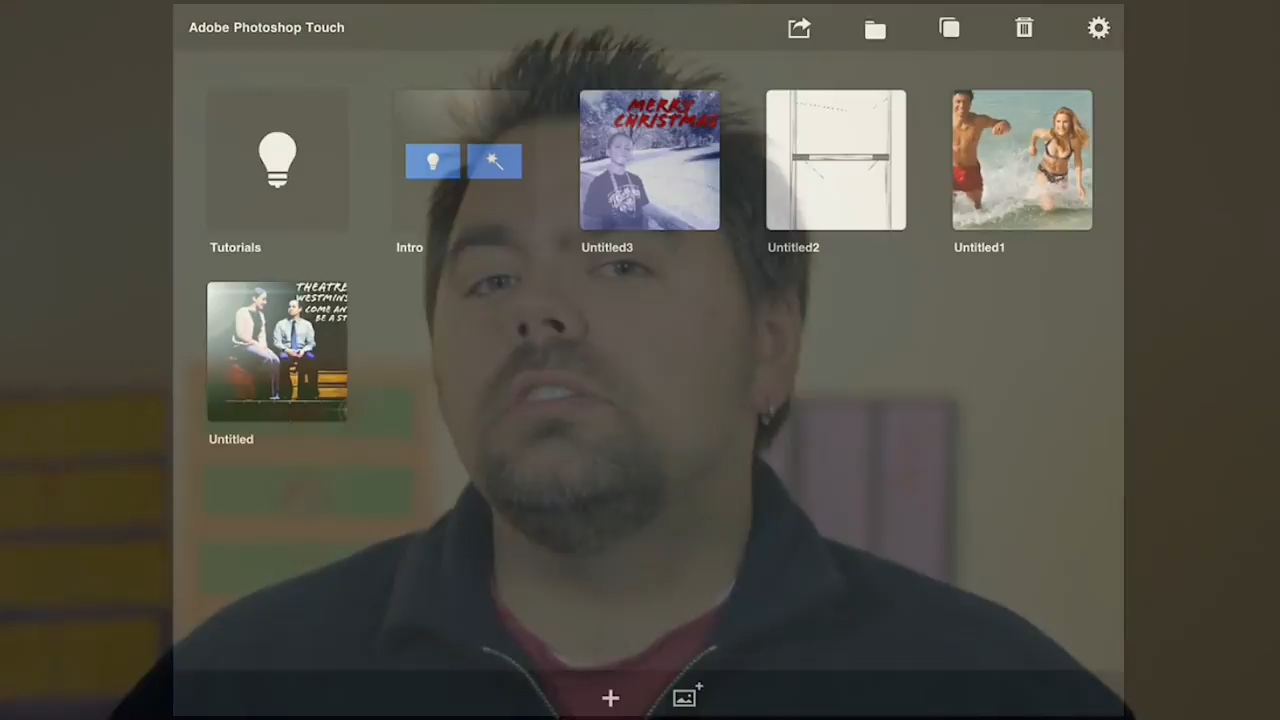 Adobe Photoshop Touch
MERRY
CHRISTMAS
Tutorials
Intro
Untitled3
Untitled2
Untitled1
THEATRE
WESTMINS
COME AN
BE A ST
Untitled